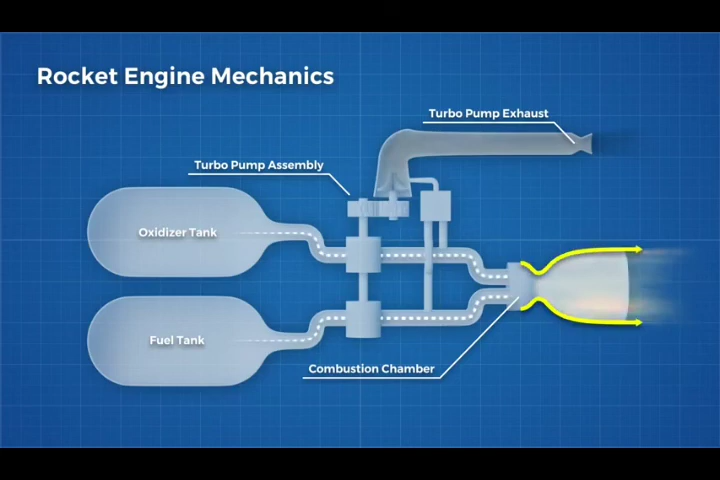 Rocket Engine Mechanics
Turbo Pump Exhaust
Turbo Pump Assembly
Oxidizer Tank
Fuel Tank
Combustion Chamber